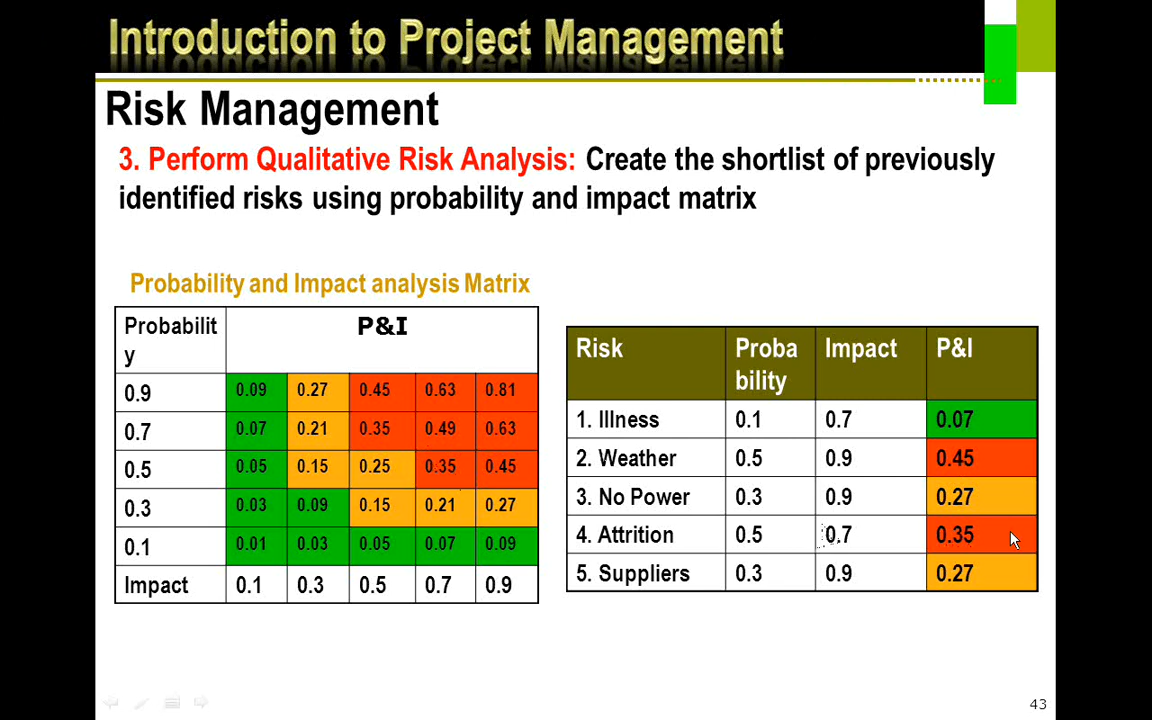 Introduction to Project Management
Risk Management
3. Perform Qualitative Risk Analysis: Create the shortlist of previously
identified risks using probability and impact matrix
Probability and Impact analysis Matrix
Probabilit
y
P&I
0.9 0.09 0.27 0.45 0.63 0.81
0.7 0.07 0.21 0.35 0.49 0.63
0.5 0.05 0.15 0.25 0.35 0.45
0.3 0.03 0.09 0.15 0.21 0.27
0.1 0.01 0.03 0.05 0.07 0.09
Impact 0.1 0.3 0.5 0.7 0.9
Risk Proba Impact P&I
bility
1. Illness 0.1 0.7 0.07
2. Weather 0.5 0.9 0.45
3. No Power 0.3 0.9 0.27
4. Attrition 0.5 0.7 0.35
5. Suppliers 0.3 0.9 0.27
43